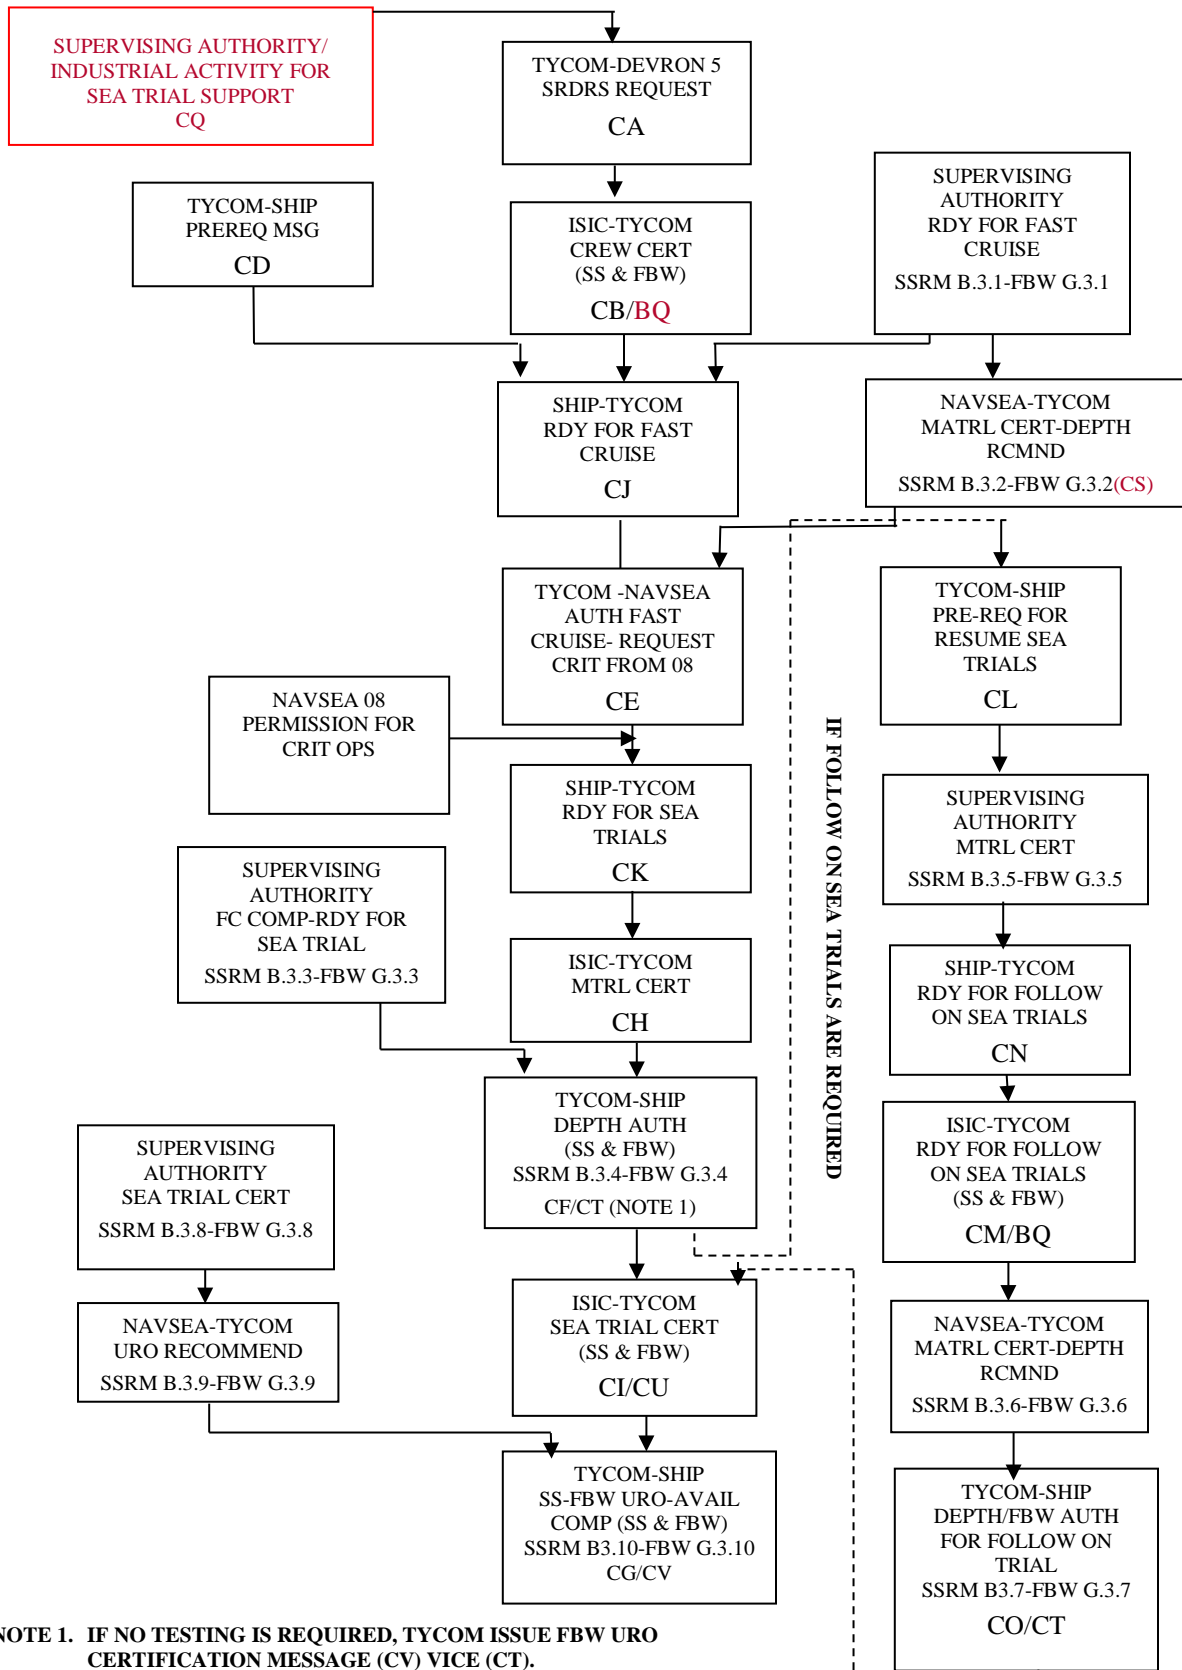 SUPERVISING AUTHORITY/
INDUSTRIAL ACTIVITY FOR
SEA TRIAL SUPPORT
CQ
TYCOM-DEVRON 5
SRDRS REQUEST
CA
TYCOM-SHIP
PREREQ MSG
CD
ISIC-TYCOM
CREW CERT
(SS & FBW)
CB/BQ
SUPERVISING
AUTHORITY
RDY FOR FAST
CRUISE
SSRM B.3.1-FBW G.3.1
SHIP-TYCOM
RDY FOR FAST
CRUISE
CJ
NAVSEA-TYCOM
MATRL CERT-DEPTH
RCMND
SSRM B.3.2-FBW G.3.2(CS)
TYCOM -NAVSEA
AUTH FAST
CRUISE- REQUEST
CRIT FROM 08
CE
TYCOM-SHIP
PRE-REQ FOR
RESUME SEA
TRIALS
CL
NAVSEA 08
PERMISSION FOR
CRIT OPS
IF FOLLOW ON SEA TRIALS ARE REQUIRED
SHIP-TYCOM
RDY FOR SEA
TRIALS
CK
SUPERVISING
AUTHORITY
MTRL CERT
SSRM B.3.5-FBW G.3.5
SUPERVISING
AUTHORITY
FC COMP-RDY FOR
SEA TRIAL
SSRM B.3.3-FBW G.3.3
ISIC-TYCOM
MTRL CERT
CH
SHIP-TYCOM
RDY FOR FOLLOW
ON SEA TRIALS
CN
TYCOM-SHIP
DEPTH AUTH
(SS & FBW)
SSRM B.3.4-FBW G.3.4
CF/CT (NOTE 1)
ISIC-TYCOM
RDY FOR FOLLOW
ON SEA TRIALS
(SS & FBW)
CM/BQ
SUPERVISING
AUTHORITY
SEA TRIAL CERT
SSRM B.3.8-FBW G.3.8
ISIC-TYCOM
SEA TRIAL CERT
(SS & FBW)
CI/CU
NAVSEA-TYCOM
URO RECOMMEND
SSRM B.3.9-FBW G.3.9
NAVSEA-TYCOM
MATRL CERT-DEPTH
RCMND
SSRM B.3.6-FBW G.3.6
TYCOM-SHIP
SS-FBW URO-AVAIL
COMP (SS & FBW)
SSRM B3.10-FBW G.3.10
CG/CV
TYCOM-SHIP
DEPTH/FBW AUTH
FOR FOLLOW ON
TRIAL
SSRM B3.7-FBW G.3.7
CO/CT
NOTE 1. IF NO TESTING IS REQUIRED, TYCOM ISSUE FBW URO
CERTIFICATION MESSAGE (CV) VICE (CT).